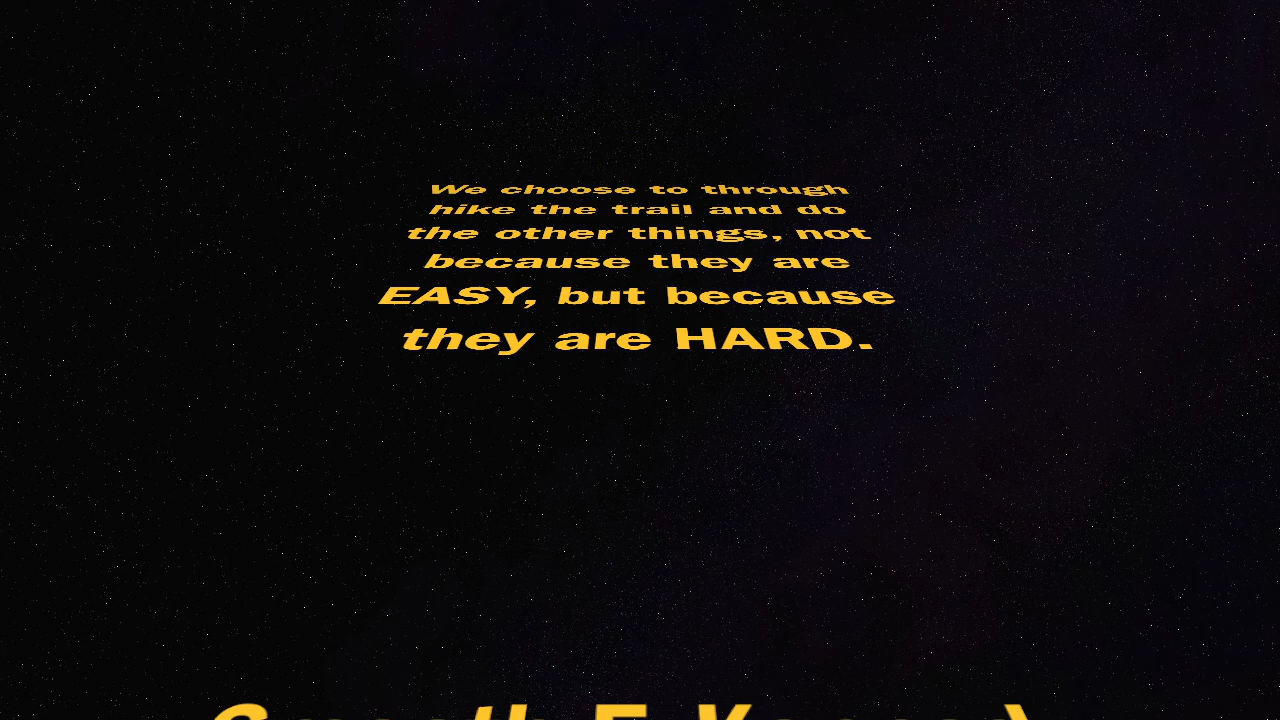 We choose to through
hike the trail and do
the other things, not
because they are
EASY, but because
they are HARD.